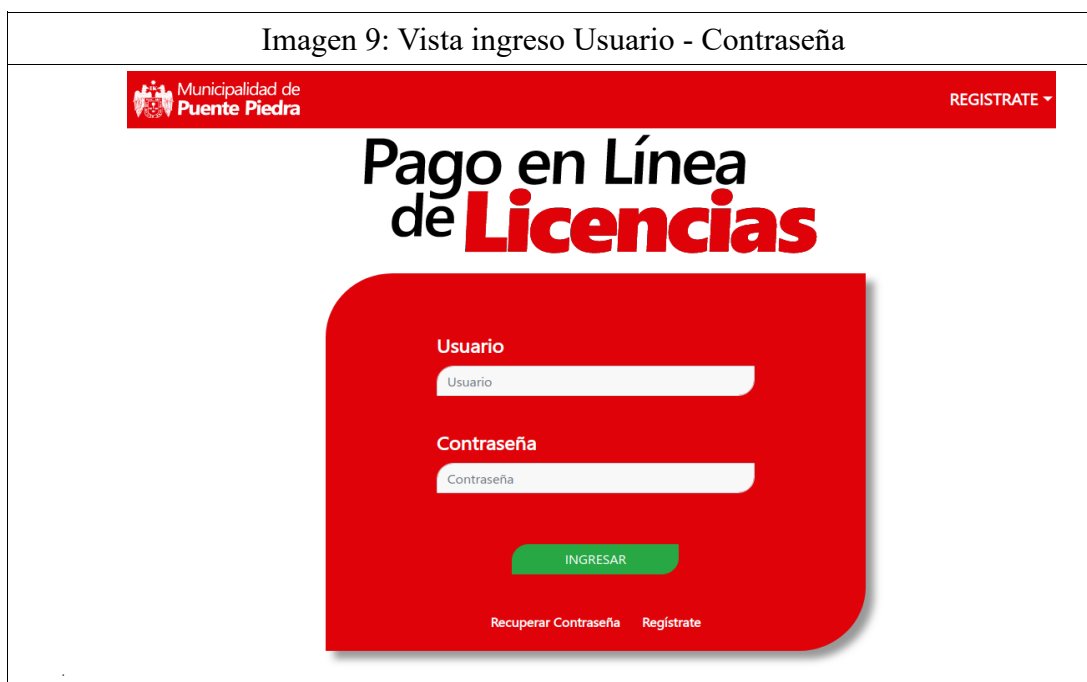 Imagen 9: Vista ingreso Usuario - Contraseña
Municipalidad de
Puente Piedra
REGISTRATE
Pago en Línea
de Licencias
Usuario
Usuario
Contraseña
Contraseña
INGRESAR
Recuperar Contraseña Regístrate
.